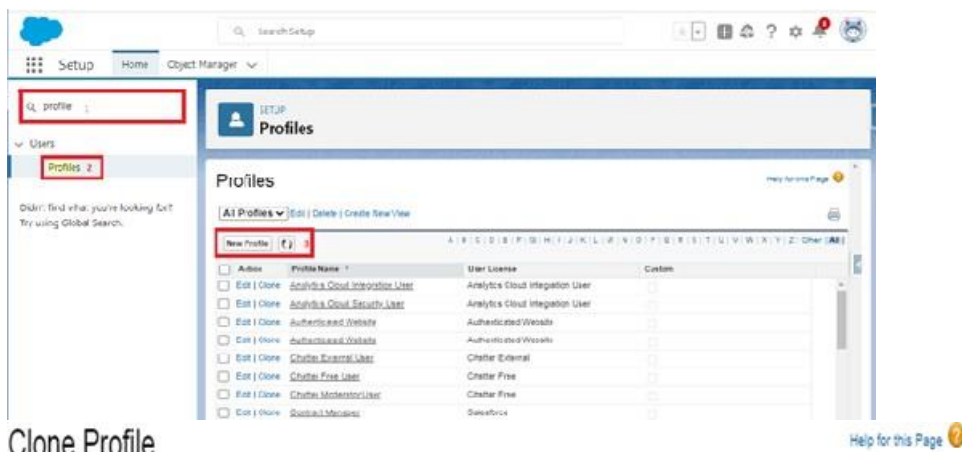 Search Setup
Setup Home Object Manager
profile 1
SETUP
Profiles
Users
Profiles 2
Didn't find what you're looking for?
Try using Global Search.
Profiles
Help for this Page
All Profiles Edit | Delete | Create New View
New Profile 3 A | B | C | D | E | F | G | H | I | J | K | L | M | N | O | P | Q | R | S | T | U | V | W | X | Y | Z | Other | All
Action Profile Name User License Custom
Edit | Clone Analytics Cloud Integration User Analytics Cloud Integration User
Edit | Clone Analytics Cloud Security User Analytics Cloud Integration User
Edit | Clone Authenticated Website Authenticated Website
Edit | Clone Authenticated Website Authenticated Website
Edit | Clone Chatter External User Chatter External
Edit | Clone Chatter Free User Chatter Free
Edit | Clone Chatter Moderator User Chatter Free
Edit | Clone Contract Manager Salesforce
Clone Profile
Help for this Page